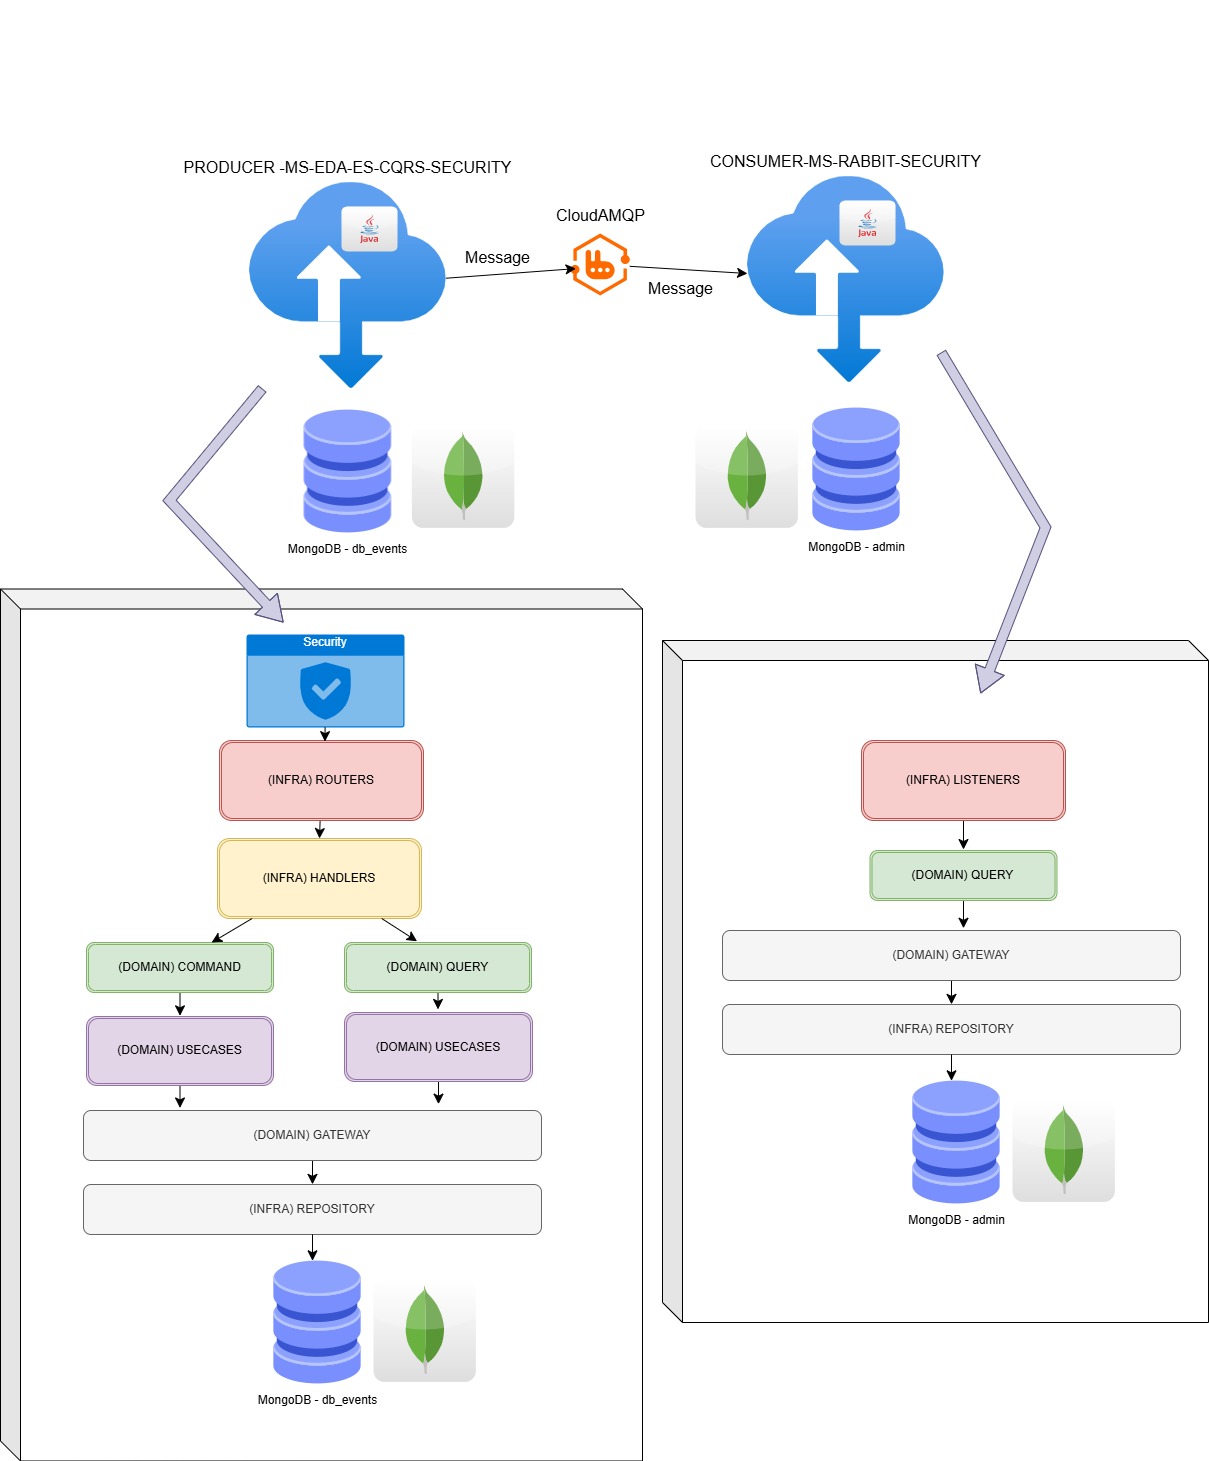 PRODUCER -MS-EDA-ES-CQRS-SECURITY
CONSUMER-MS-RABBIT-SECURITY
Java
Java
CloudAMQP
Message
Message
MongoDB - db_events
MongoDB - admin
Security
(INFRA) ROUTERS
(INFRA) HANDLERS
(DOMAIN) COMMAND
(DOMAIN) QUERY
(DOMAIN) USECASES
(DOMAIN) USECASES
(DOMAIN) GATEWAY
(INFRA) REPOSITORY
MongoDB - db_events
(INFRA) LISTENERS
(DOMAIN) QUERY
(DOMAIN) GATEWAY
(INFRA) REPOSITORY
MongoDB - admin